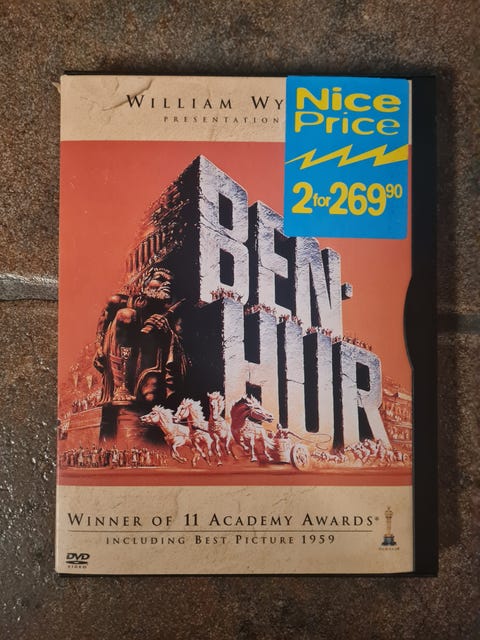 WILLIAM WY
PRESENTATION
Nice
Price
2 for 269 90
BEN-
HUR
WINNER OF 11 ACADEMY AWARDS®
INCLUDING BEST PICTURE 1959
DVD
VIDEO